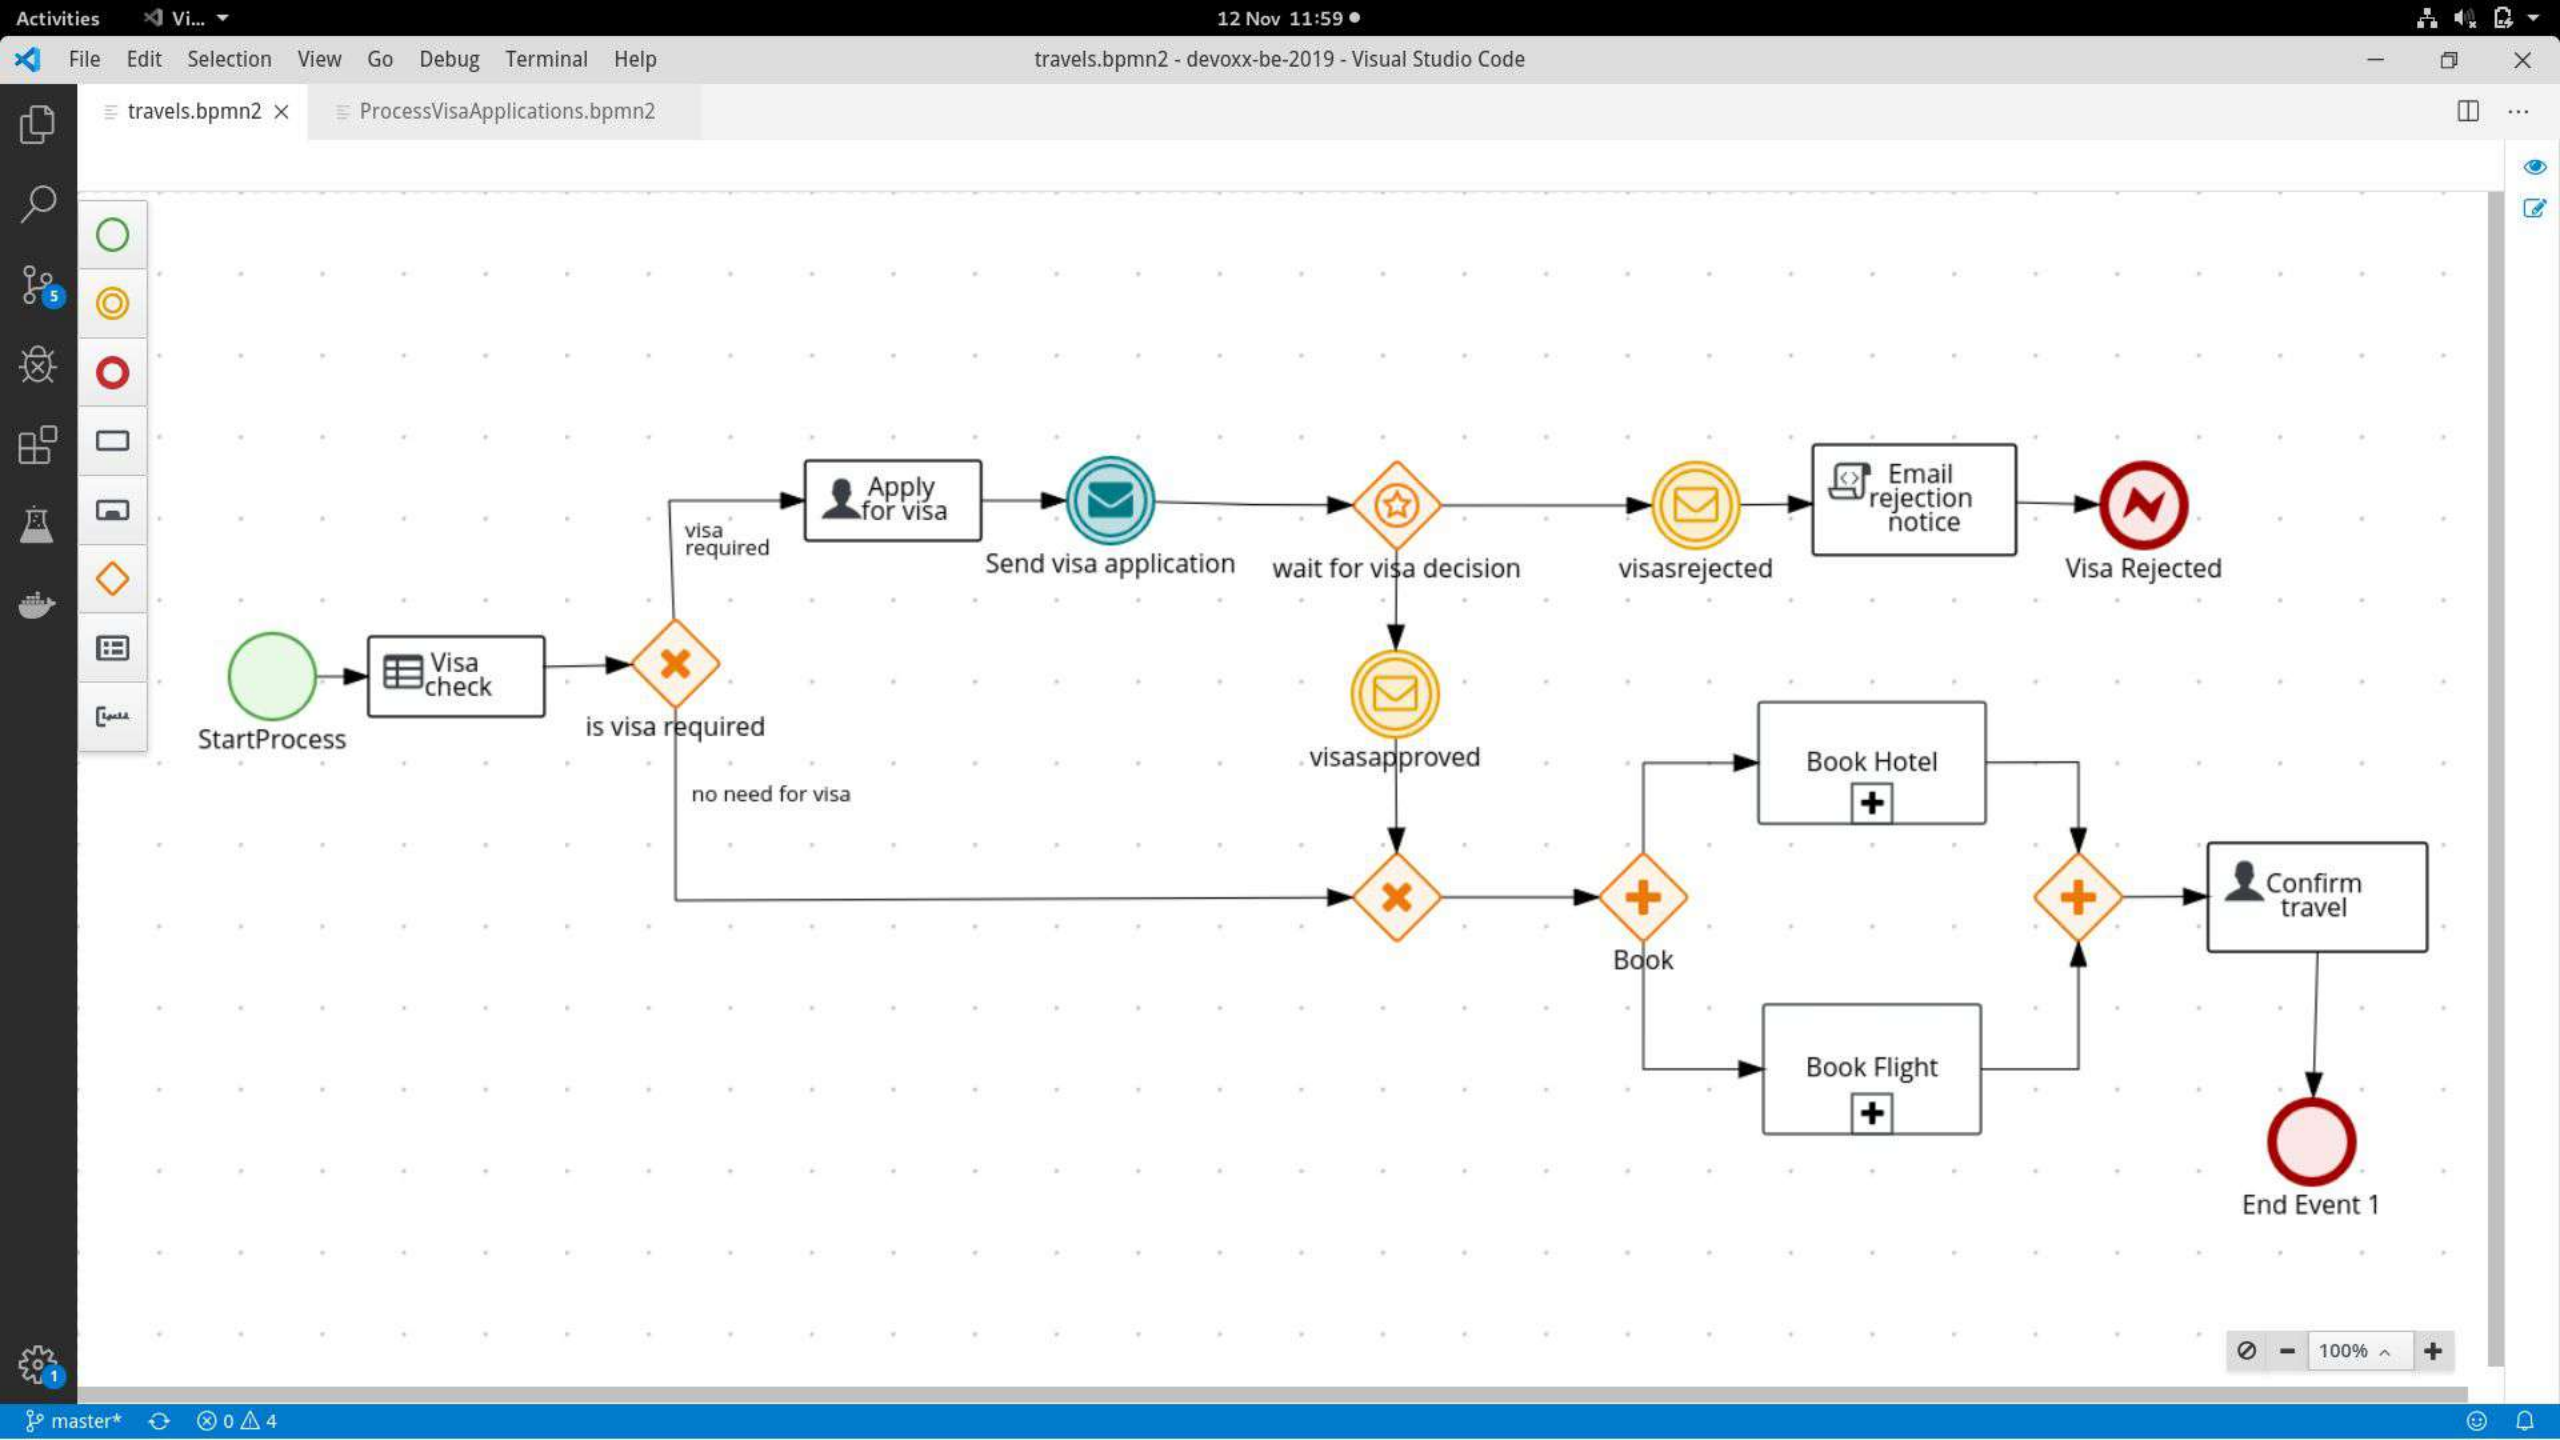 Activities Vi... 12 Nov 11:59
File Edit Selection View Go Debug Terminal Help travels.bpmn2 - devoxx-be-2019 - Visual Studio Code
travels.bpmn2 ProcessVisaApplications.bpmn2
5
StartProcess
Visa
check
is visa required
visa
required
no need for visa
Apply
for visa
Send visa application
wait for visa decision
visasrejected
Email
rejection
notice
Visa Rejected
visasapproved
Book
Book Hotel
Book Flight
Confirm
travel
End Event 1
100%
1
master* 0 4